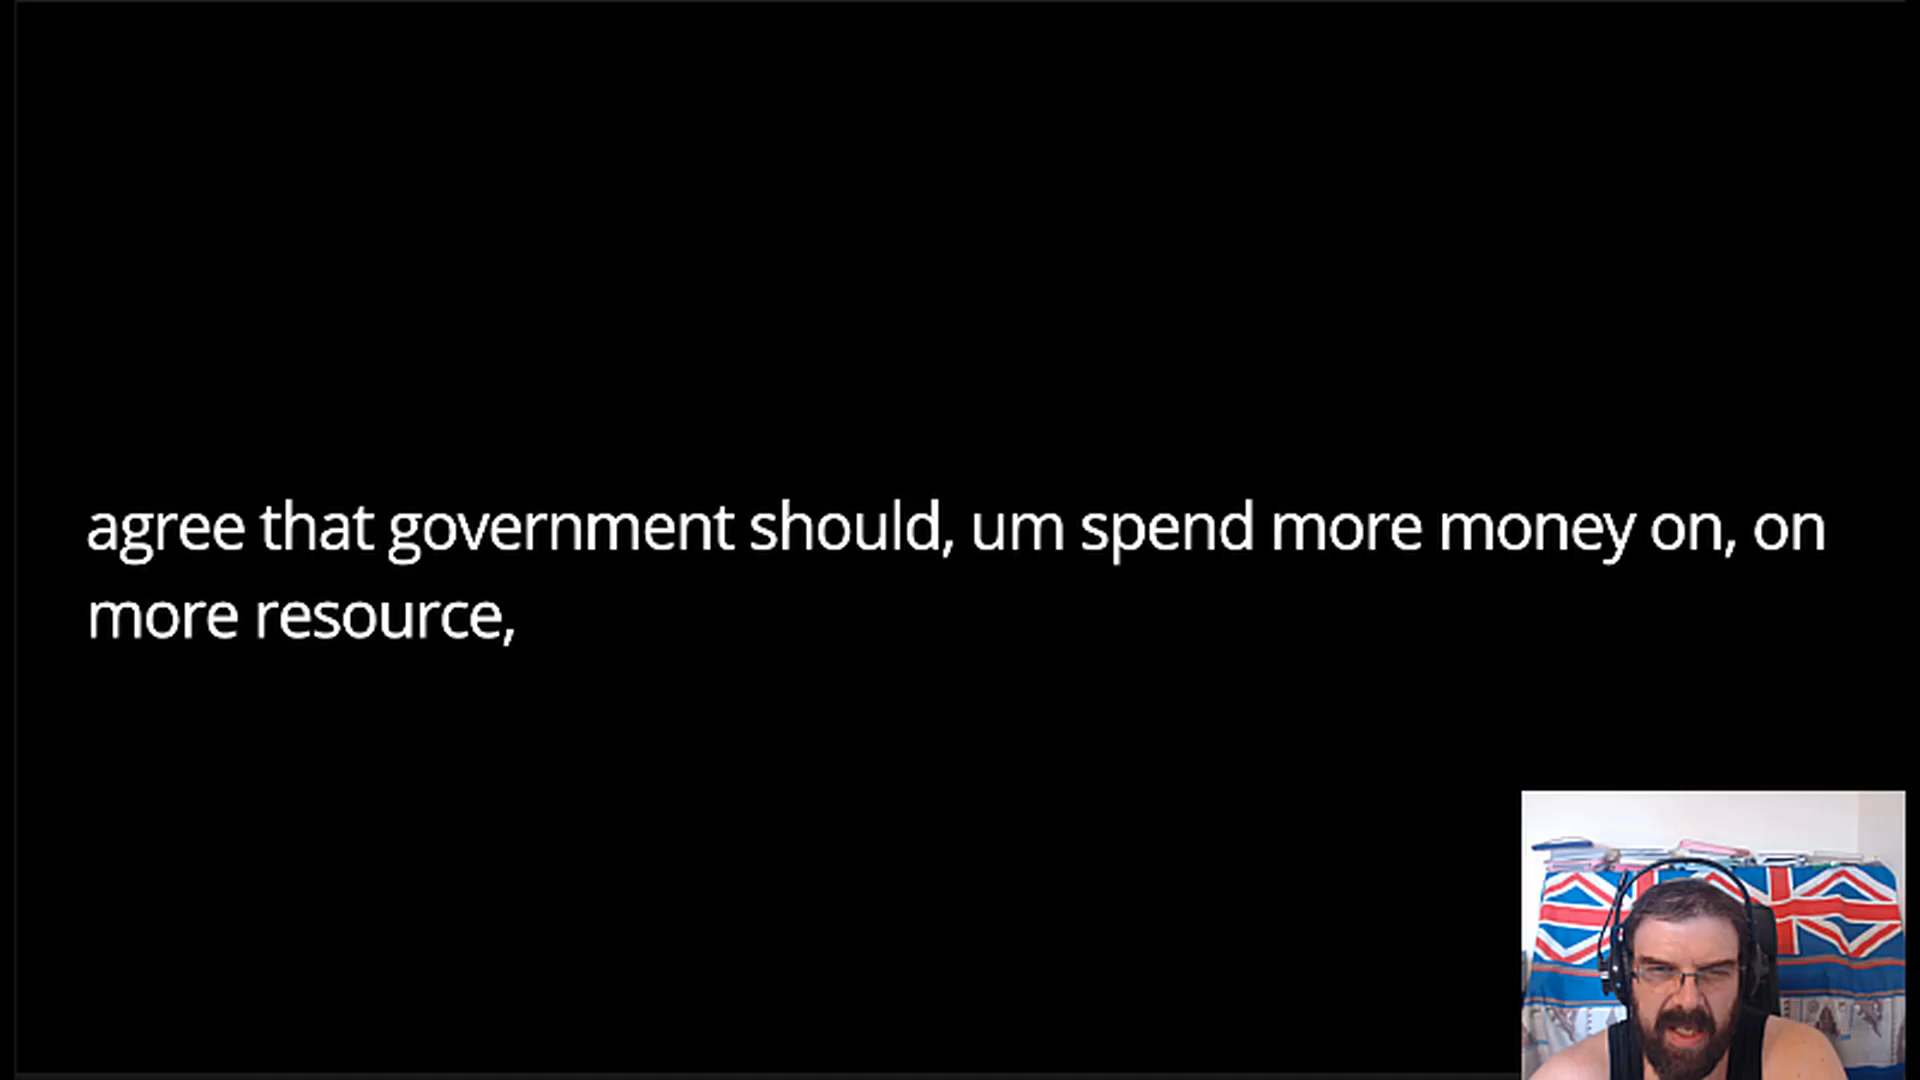 agree that government should, um spend more money on, on
more resource,